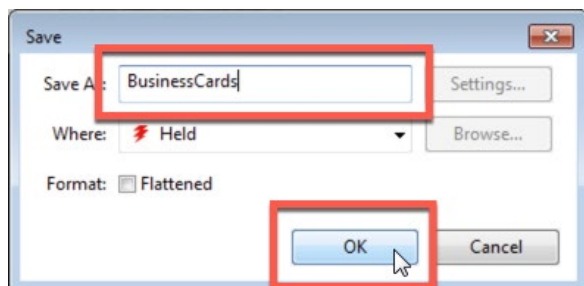 Save
Save As: BusinessCards Settings...
Where: Held Browse...
Format: Flattened
OK Cancel